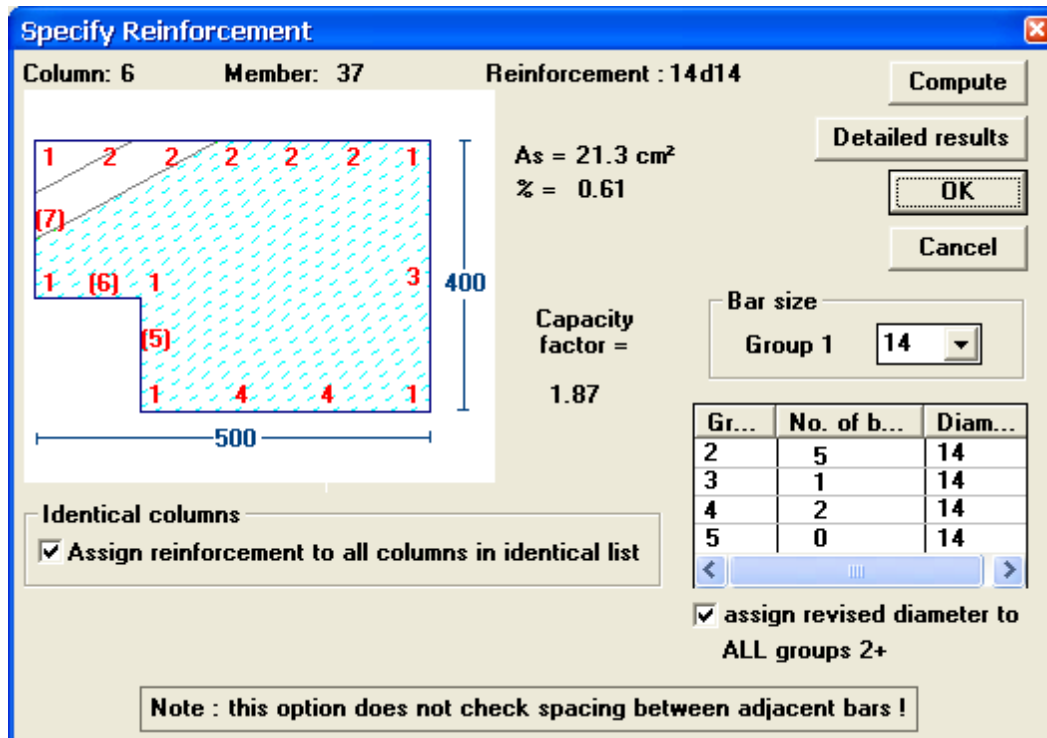 Specify Reinforcement
Column: 6 Member: 37 Reinforcement : 14d14
Compute
1 2 2 2 2 2 1
As = 21.3 cm²
Detailed results
% = 0.61
OK
(7)
Cancel
1 (6) 1 3
400
Bar size
Capacity
factor =
Group 1 14
(5)
1.87
1 4 4 1
500
Gr... No. of b... Diam...
2 5 14
3 1 14
4 2 14
5 0 14
Identical columns
Assign reinforcement to all columns in identical list
assign revised diameter to
ALL groups 2+
Note : this option does not check spacing between adjacent bars !